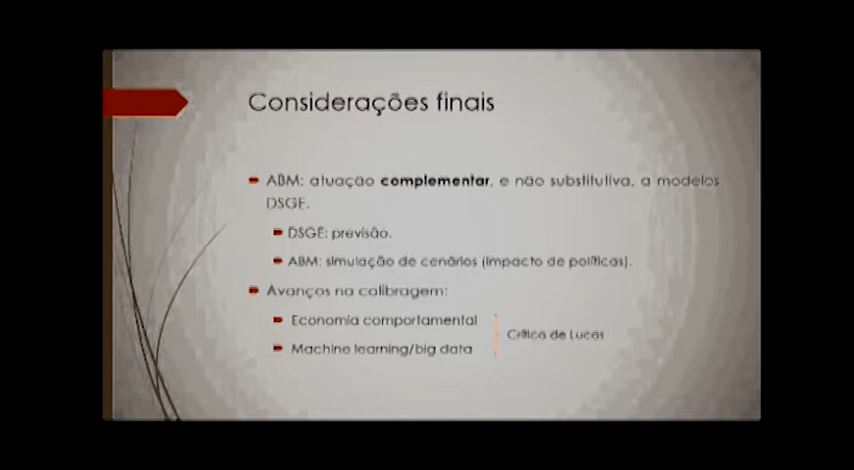 Considerações finais
ABM: atuação complementar, e não substitutiva, a modelos
DSGE.
DSGE: previsão.
ABM: simulação de cenários (impacto de políticas).
Avanços na calibragem:
Economia comportamental
Crítica de Lucas
Machine learning/big data